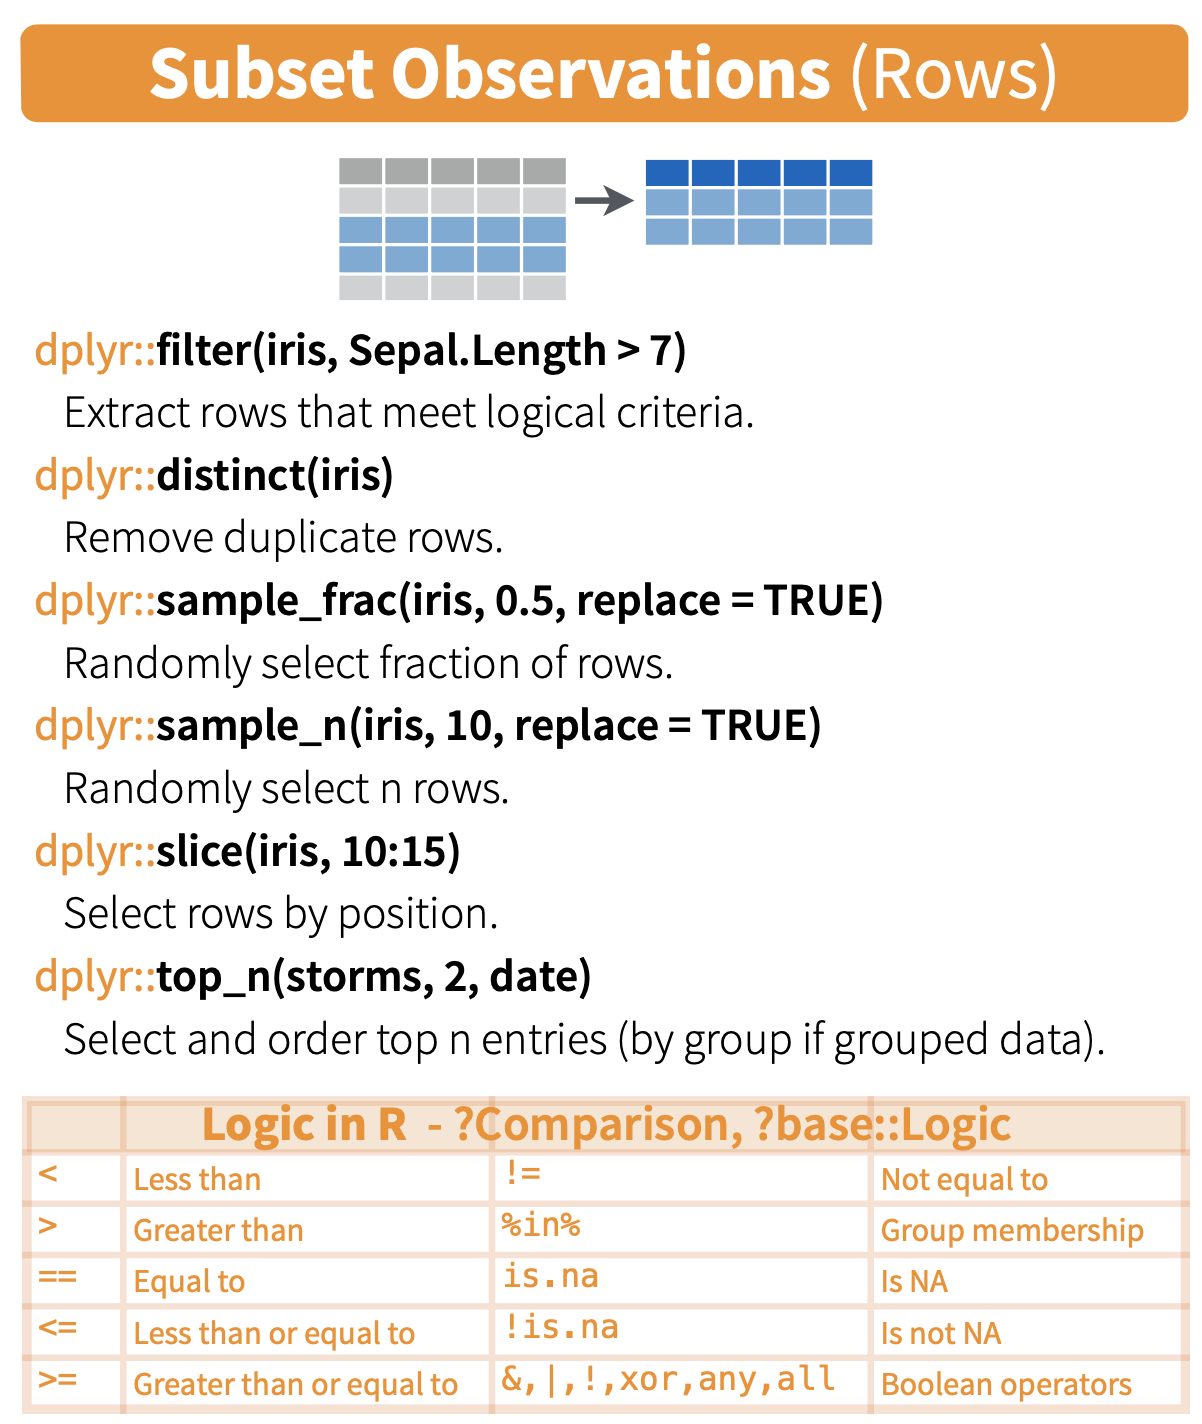 Subset Observations (Rows)
dplyr::filter(iris, Sepal.Length > 7)
Extract rows that meet logical criteria.
dplyr::distinct(iris)
Remove duplicate rows.
dplyr::sample_frac(iris, 0.5, replace = TRUE)
Randomly select fraction of rows.
dplyr::sample_n(iris, 10, replace = TRUE)
Randomly select n rows.
dplyr::slice(iris, 10:15)
Select rows by position.
dplyr::top_n(storms, 2, date)
Select and order top n entries (by group if grouped data).
Logic in R - ?Comparison, ?base::Logic
< Less than != Not equal to
> Greater than %in% Group membership
== Equal to is.na Is NA
<= Less than or equal to !is.na Is not NA
>= Greater than or equal to &,|,!,xor,any,all Boolean operators